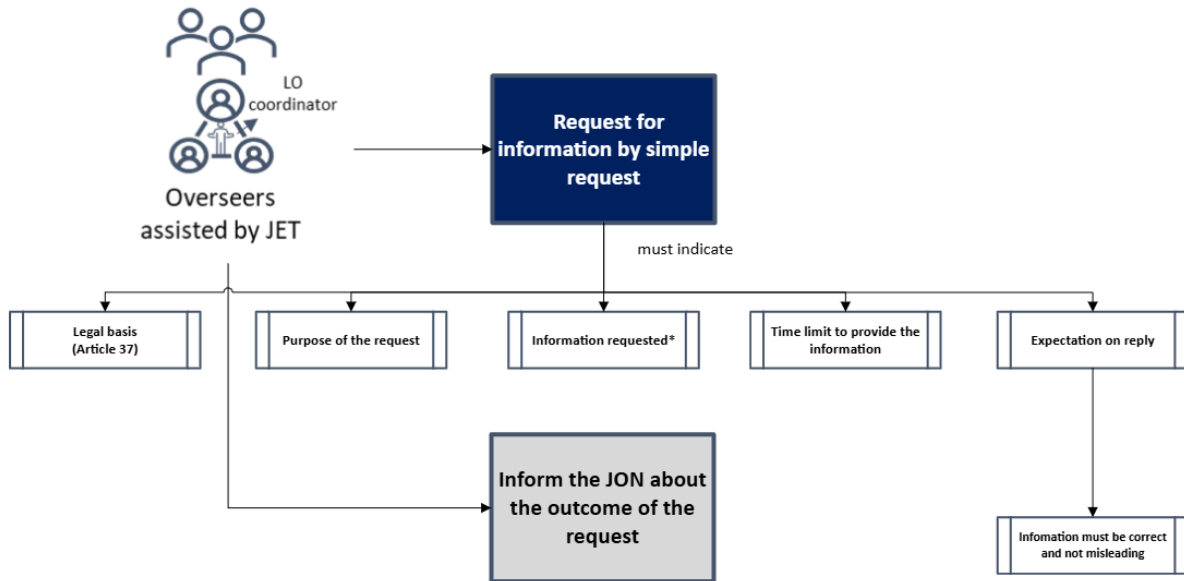 LO
coordinator
Overseers
assisted by JET
Request for
information by simple
request
must indicate
Legal basis
(Article 37)
Purpose of the request
Information requested*
Time limit to provide the
information
Expectation on reply
Inform the JON about
the outcome of the
request
Infomation must be correct
and not misleading